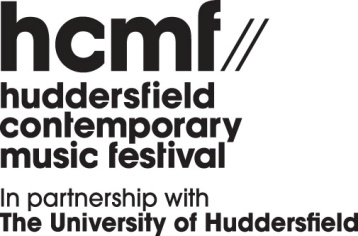 hcmf//
huddersfield
contemporary
music festival
In partnership with
The University of Huddersfield